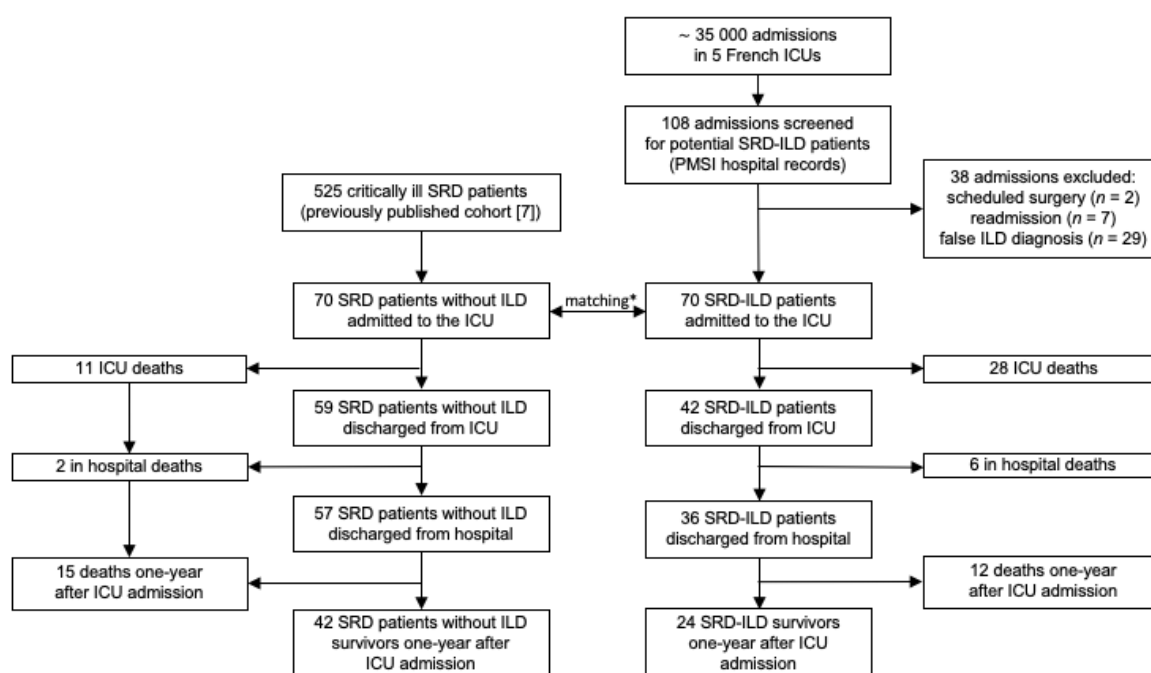 ~ 35 000 admissions
in 5 French ICUs
108 admissions screened
for potential SRD-ILD patients
(PMSI hospital records)
38 admissions excluded:
scheduled surgery (n = 2)
readmission (n = 7)
false ILD diagnosis (n = 29)
525 critically ill SRD patients
(previously published cohort [7])
70 SRD patients without ILD
admitted to the ICU
matching*
70 SRD-ILD patients
admitted to the ICU
11 ICU deaths
28 ICU deaths
59 SRD patients without ILD
discharged from ICU
42 SRD-ILD patients
discharged from ICU
2 in hospital deaths
6 in hospital deaths
57 SRD patients without ILD
discharged from hospital
36 SRD-ILD patients
discharged from hospital
15 deaths one-year
after ICU admission
12 deaths one-year
after ICU admission
42 SRD patients without ILD
survivors one-year after
ICU admission
24 SRD-ILD survivors
one-year after ICU
admission